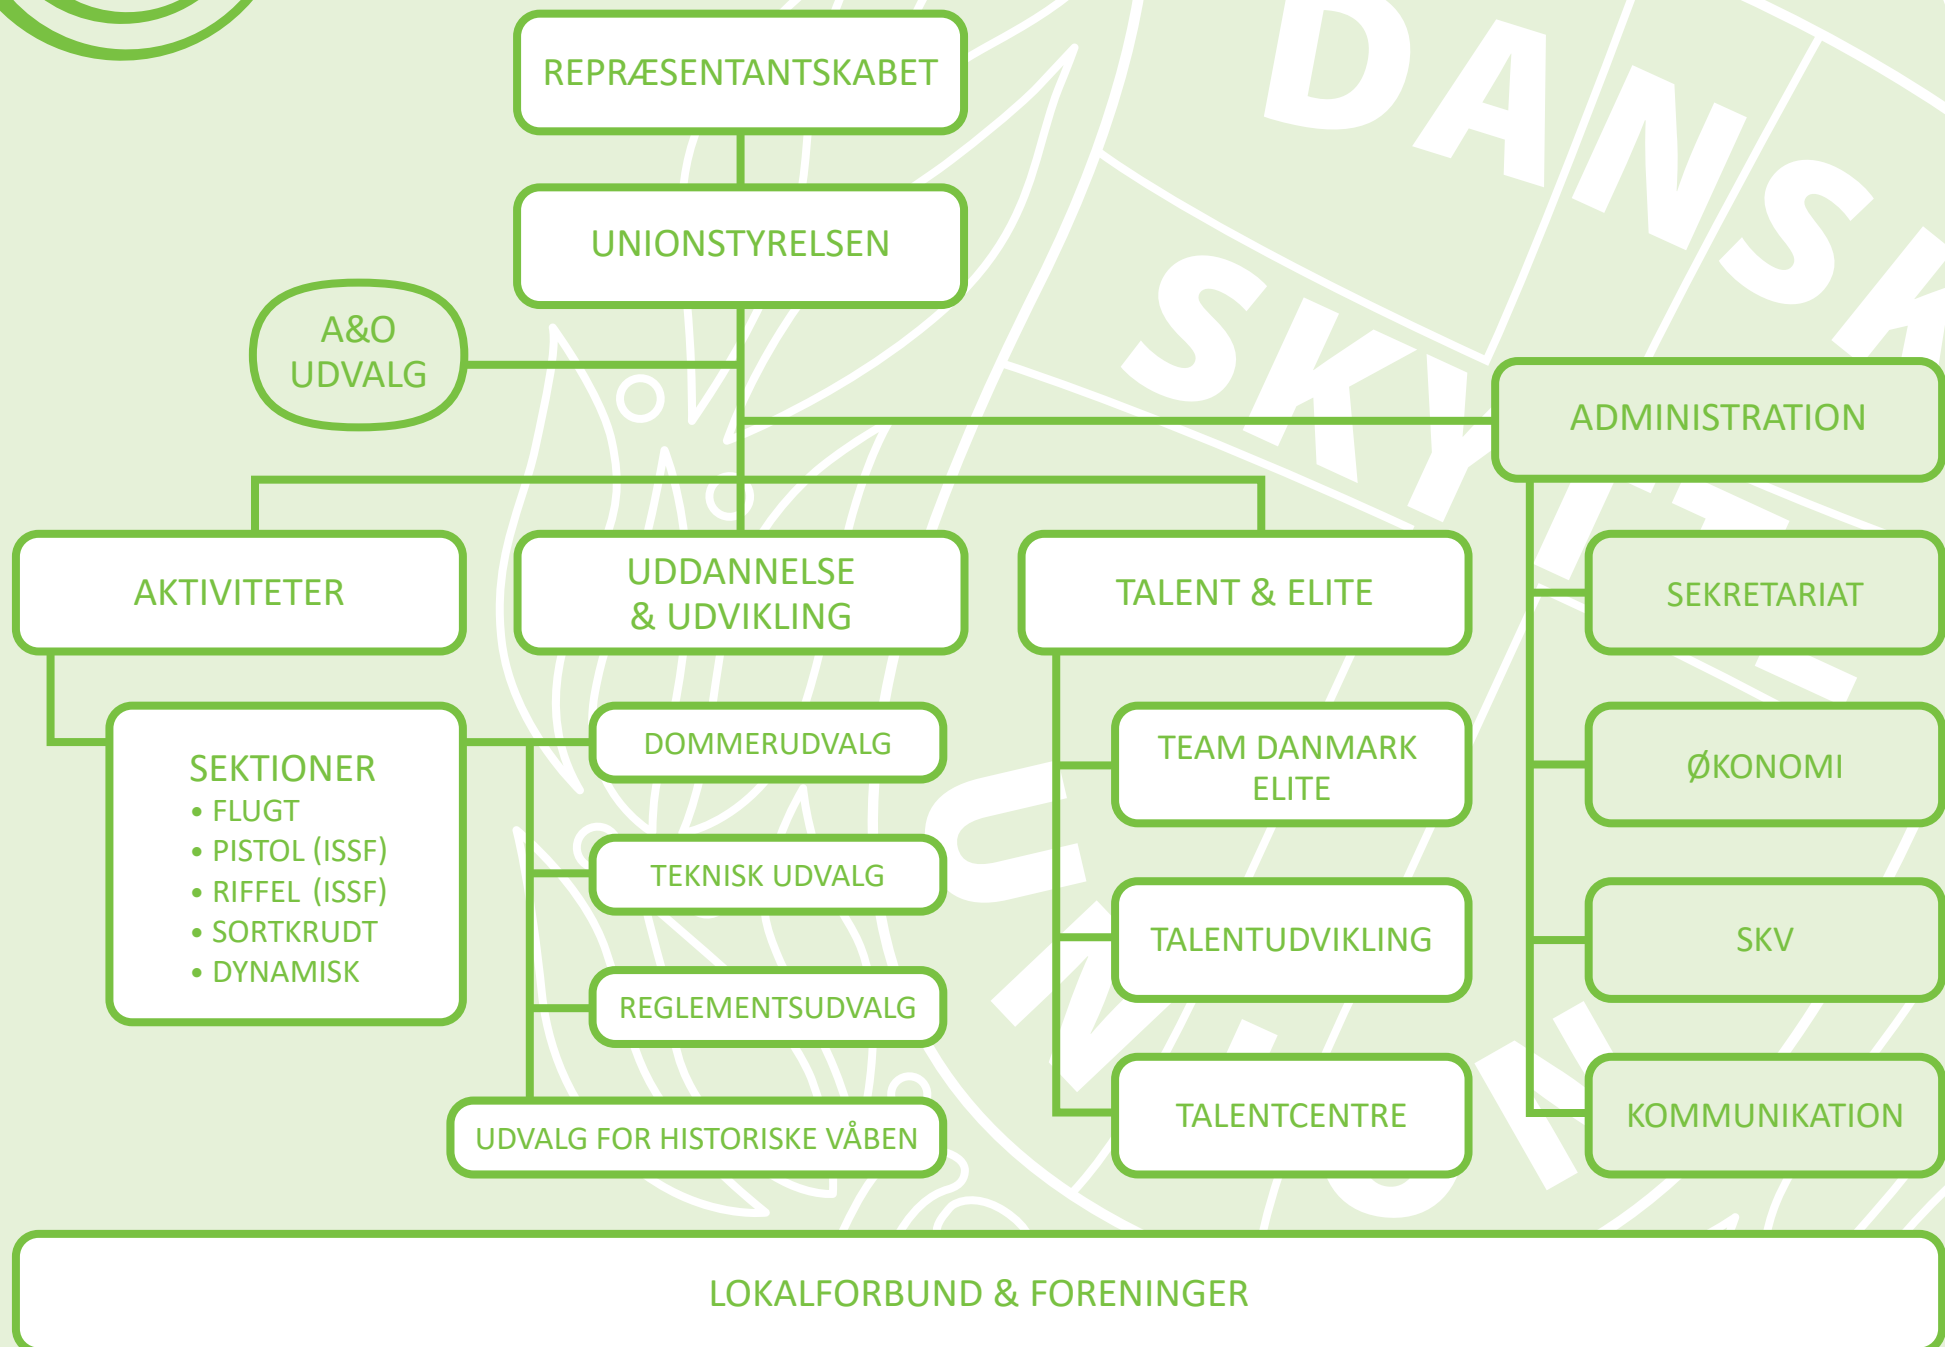 REPRÆSENTANTSKABET
UNIONSTYRELSEN
A&O
UDVALG
ADMINISTRATION
AKTIVITETER
UDDANNELSE
& UDVIKLING
TALENT & ELITE
SEKRETARIAT
SEKTIONER
• FLUGT
• PISTOL (ISSF)
• RIFFEL (ISSF)
• SORTKRUDT
• DYNAMISK
DOMMERUDVALG
TEKNISK UDVALG
REGLEMENTSUDVALG
UDVALG FOR HISTORISKE VÅBEN
TEAM DANMARK
ELITE
TALENTUDVIKLING
TALENTCENTRE
ØKONOMI
SKV
KOMMUNIKATION
LOKALFORBUND & FORENINGER
DANSK